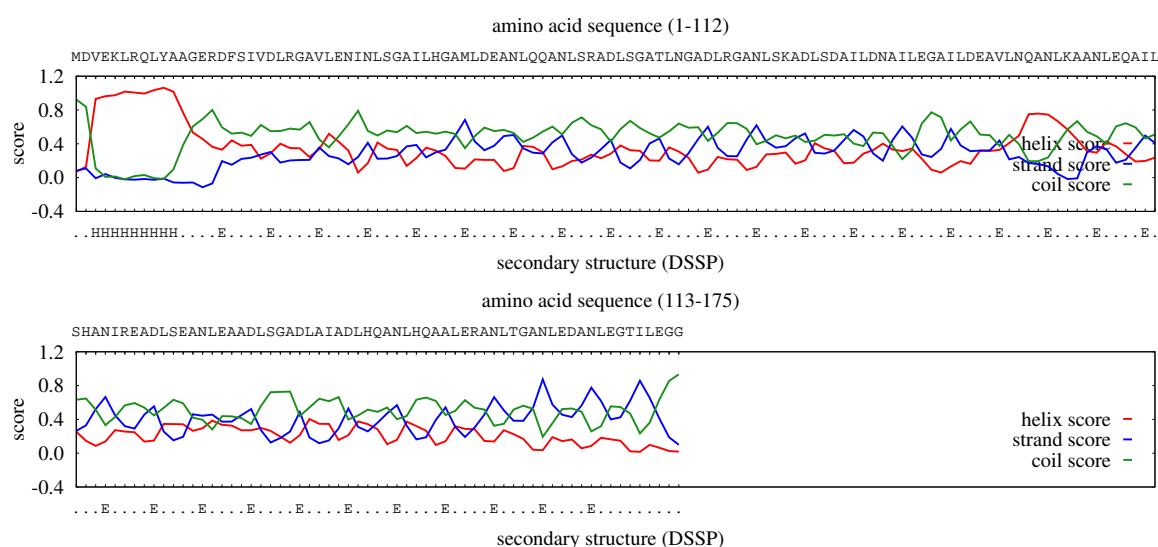 amino acid sequence (1-112)
MDVEKLRQLYAAGERDFSIVDLRGAVLENINLSGAILHGAMLDEANLQQANLSRADLSGATLNGADLRGANLSKADLSDAILDNAILEGAILDEAVLNQANLKAANLEQAIL
1.2
0.8
0.4
0.0
-0.4
score
helix score
strand score
coil score
..HHHHHHHHH....E....E....E....E....E....E....E....E....E....E....E....E....E....E....E....E....E....E....E....E.
secondary structure (DSSP)
amino acid sequence (113-175)
SHANIREADLSEANLEAADLSGADLAIADLHQANLHQAALERANLTGANLEDANLEGTILEGG
1.2
0.8
0.4
0.0
-0.4
score
helix score
strand score
coil score
...E....E....E....E....E....E....E....E....E....E....E.........
secondary structure (DSSP)